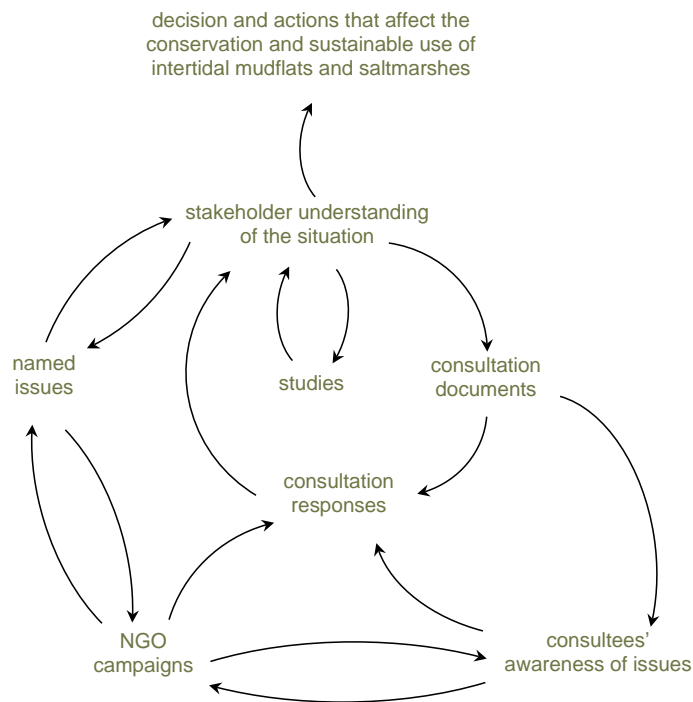 decision and actions that affect the
conservation and sustainable use of
intertidal mudflats and saltmarshes
stakeholder understanding
of the situation
named
issues
studies
consultation
documents
consultation
responses
NGO
campaigns
consultees’
awareness of issues